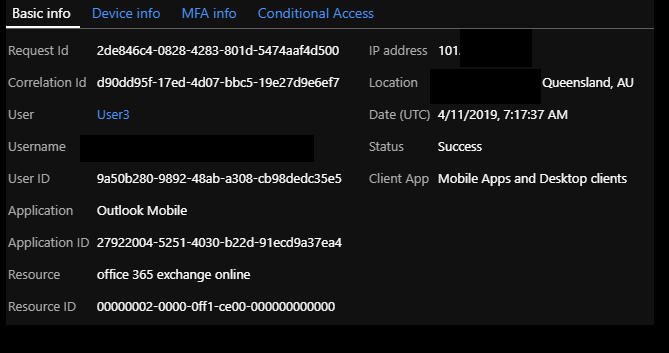 Basic info Device info MFA info Conditional Access
Request Id 2de846c4-0828-4283-801d-5474aaf4d500 IP address 101.
Correlation Id d90dd95f-17ed-4d07-bbc5-19e27d9e6ef7 Location Queensland, AU
User User3 Date (UTC) 4/11/2019, 7:17:37 AM
Username Status Success
User ID 9a50b280-9892-48ab-a308-cb98dedc35e5 Client App Mobile Apps and Desktop clients
Application Outlook Mobile
Application ID 27922004-5251-4030-b22d-91ecd9a37ea4
Resource office 365 exchange online
Resource ID 00000002-0000-0ff1-ce00-000000000000